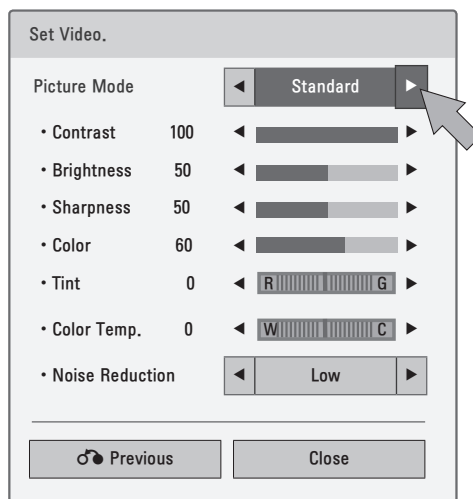 Set Video.
Picture Mode ◀ Standard ▶
• Contrast 100 ◀ ▶
• Brightness 50 ◀ ▶
• Sharpness 50 ◀ ▶
• Color 60 ◀ ▶
• Tint 0 ◀ R G ▶
• Color Temp. 0 ◀ W C ▶
• Noise Reduction ◀ Low ▶
Previous Close